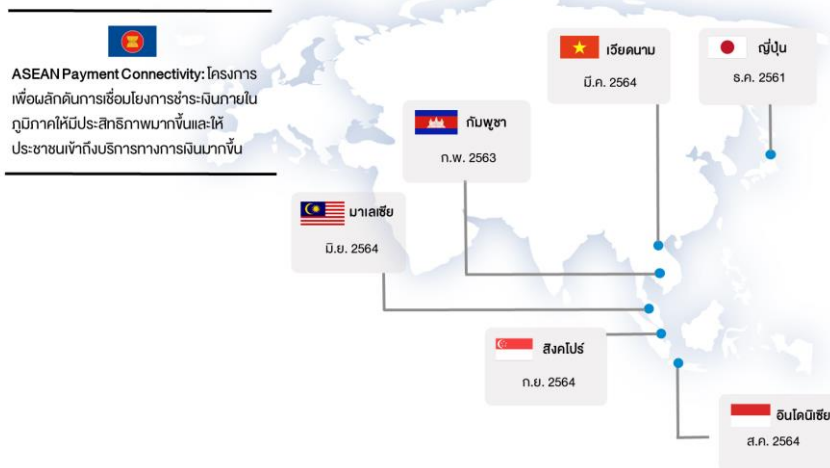 ASEAN Payment Connectivity: โครงการ
เพื่อผลักดันการเชื่อมโยงการชำระเงินภายใน
ภูมิภาคให้มีประสิทธิภาพมากขึ้นและให้
ประชาชนเข้าถึงบริการทางการเงินมากขึ้น
เวียดนาม
มี.ค. 2564
ญี่ปุ่น
ธ.ค. 2561
กัมพูชา
ก.พ. 2563
มาเลเซีย
มิ.ย. 2564
สิงคโปร์
ก.ย. 2564
อินโดนิเซีย
ส.ค. 2564